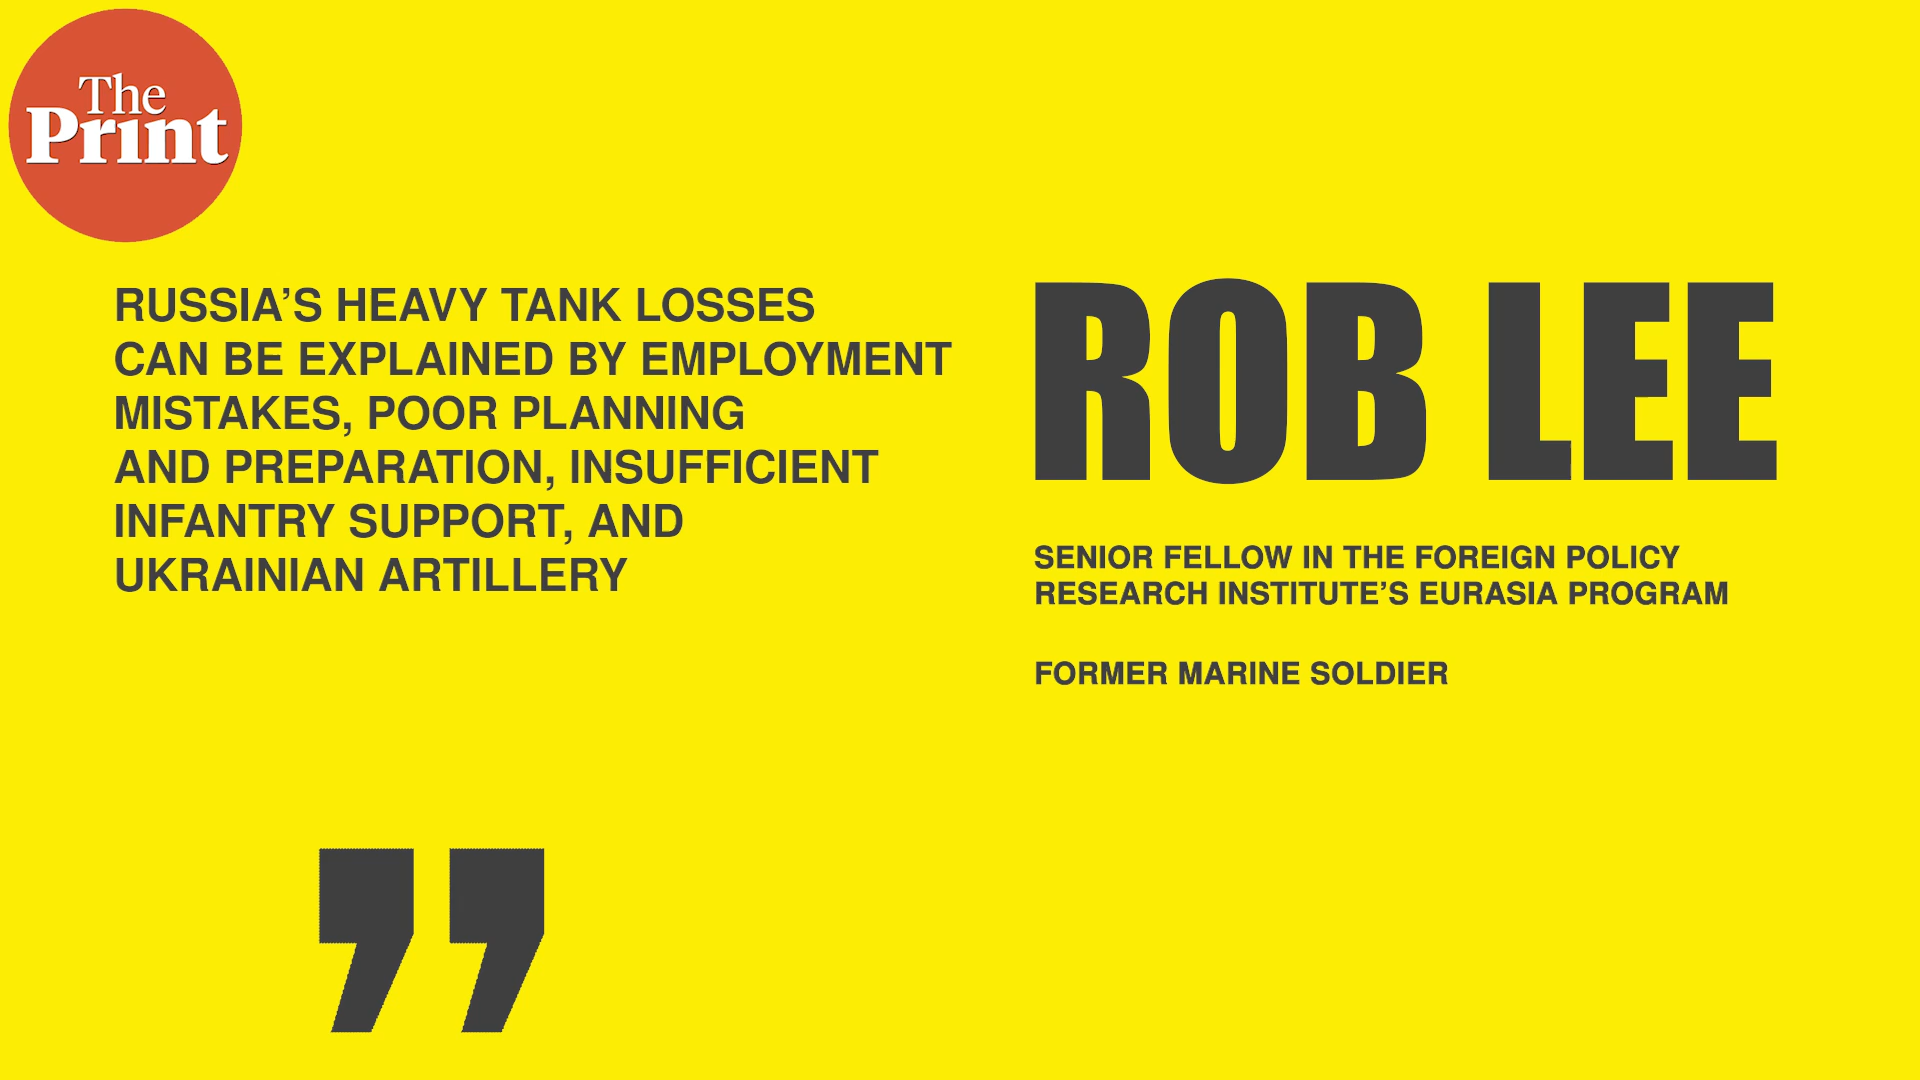 The
Print
RUSSIA’S HEAVY TANK LOSSES
CAN BE EXPLAINED BY EMPLOYMENT
MISTAKES, POOR PLANNING
AND PREPARATION, INSUFFICIENT
INFANTRY SUPPORT, AND
UKRAINIAN ARTILLERY
”
ROB LEE
SENIOR FELLOW IN THE FOREIGN POLICY
RESEARCH INSTITUTE’S EURASIA PROGRAM
FORMER MARINE SOLDIER